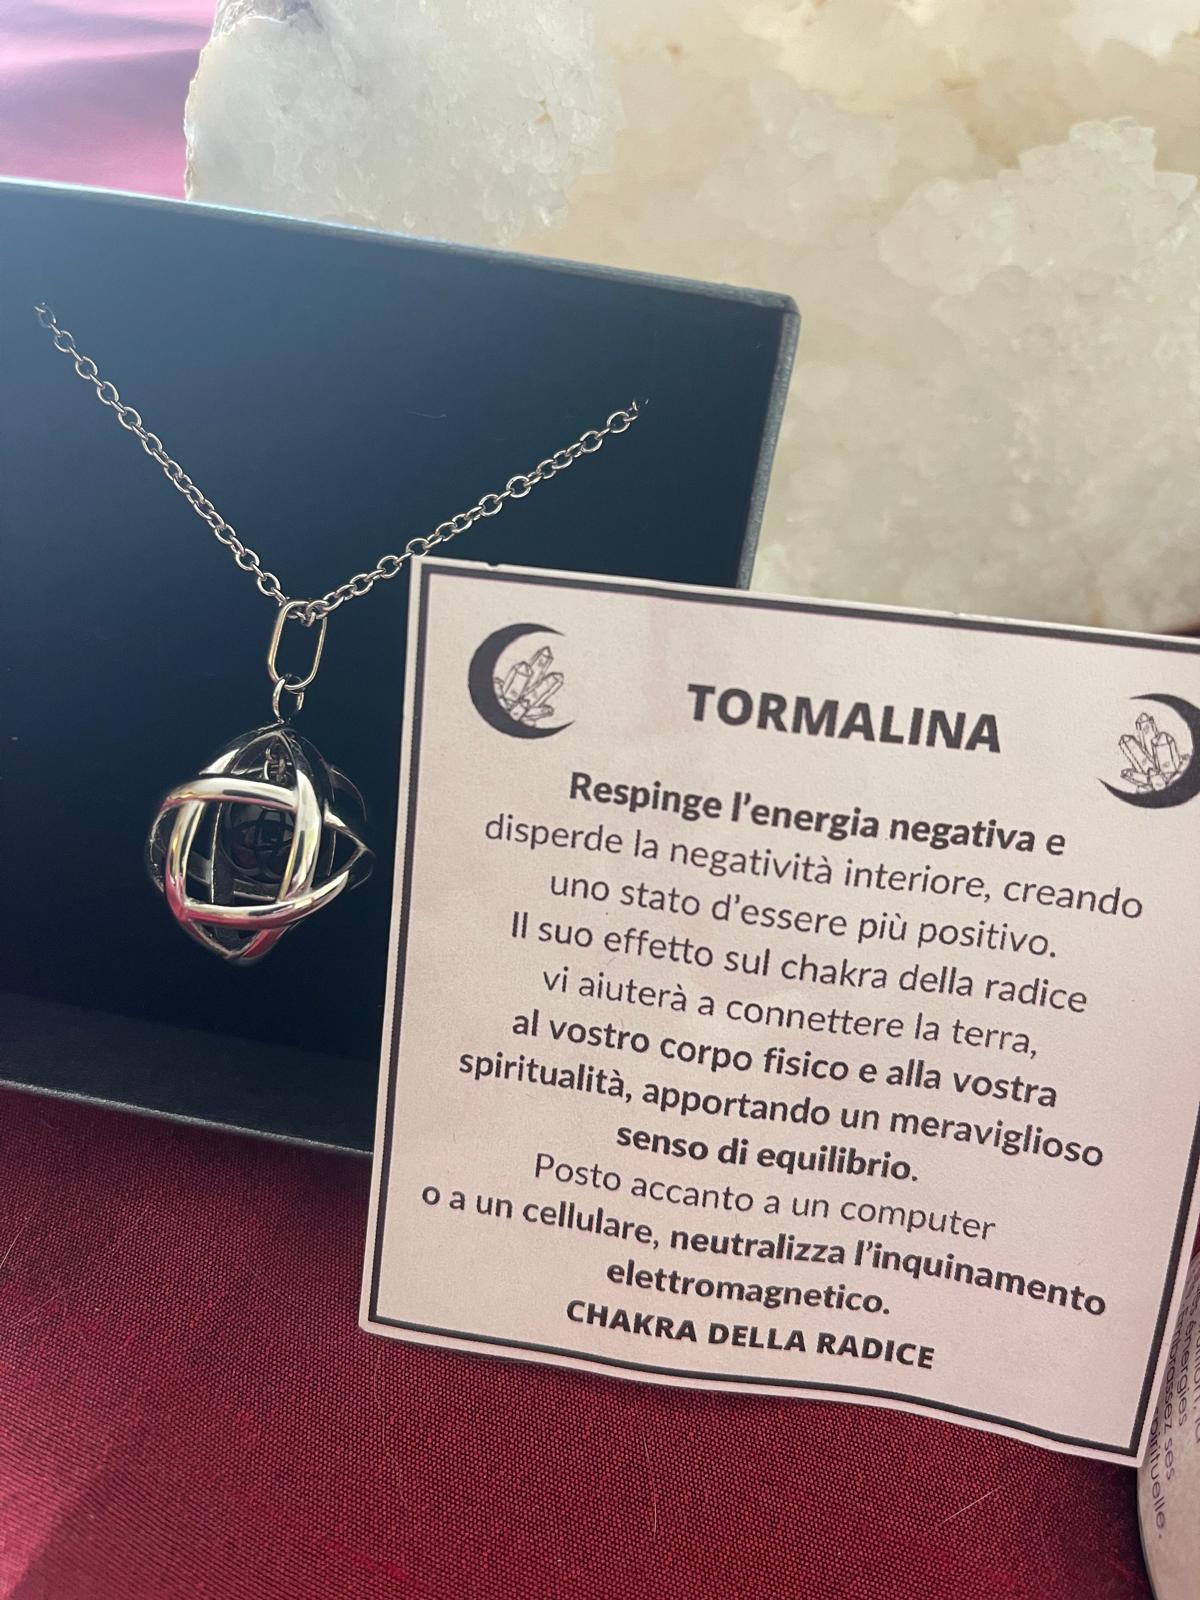 TORMALINA
Respinge l'energia negativa e
disperde la negatività interiore, creando
uno stato d'essere più positivo.
Il suo effetto sul chakra della radice
vi aiuterà a connettere la terra,
al vostro corpo fisico e alla vostra
spiritualità, apportando un meraviglioso
senso di equilibrio.
Posto accanto a un computer
o a un cellulare, neutralizza l'inquinamento
elettromagnetico.
CHAKRA DELLA RADICE
énergies
ses